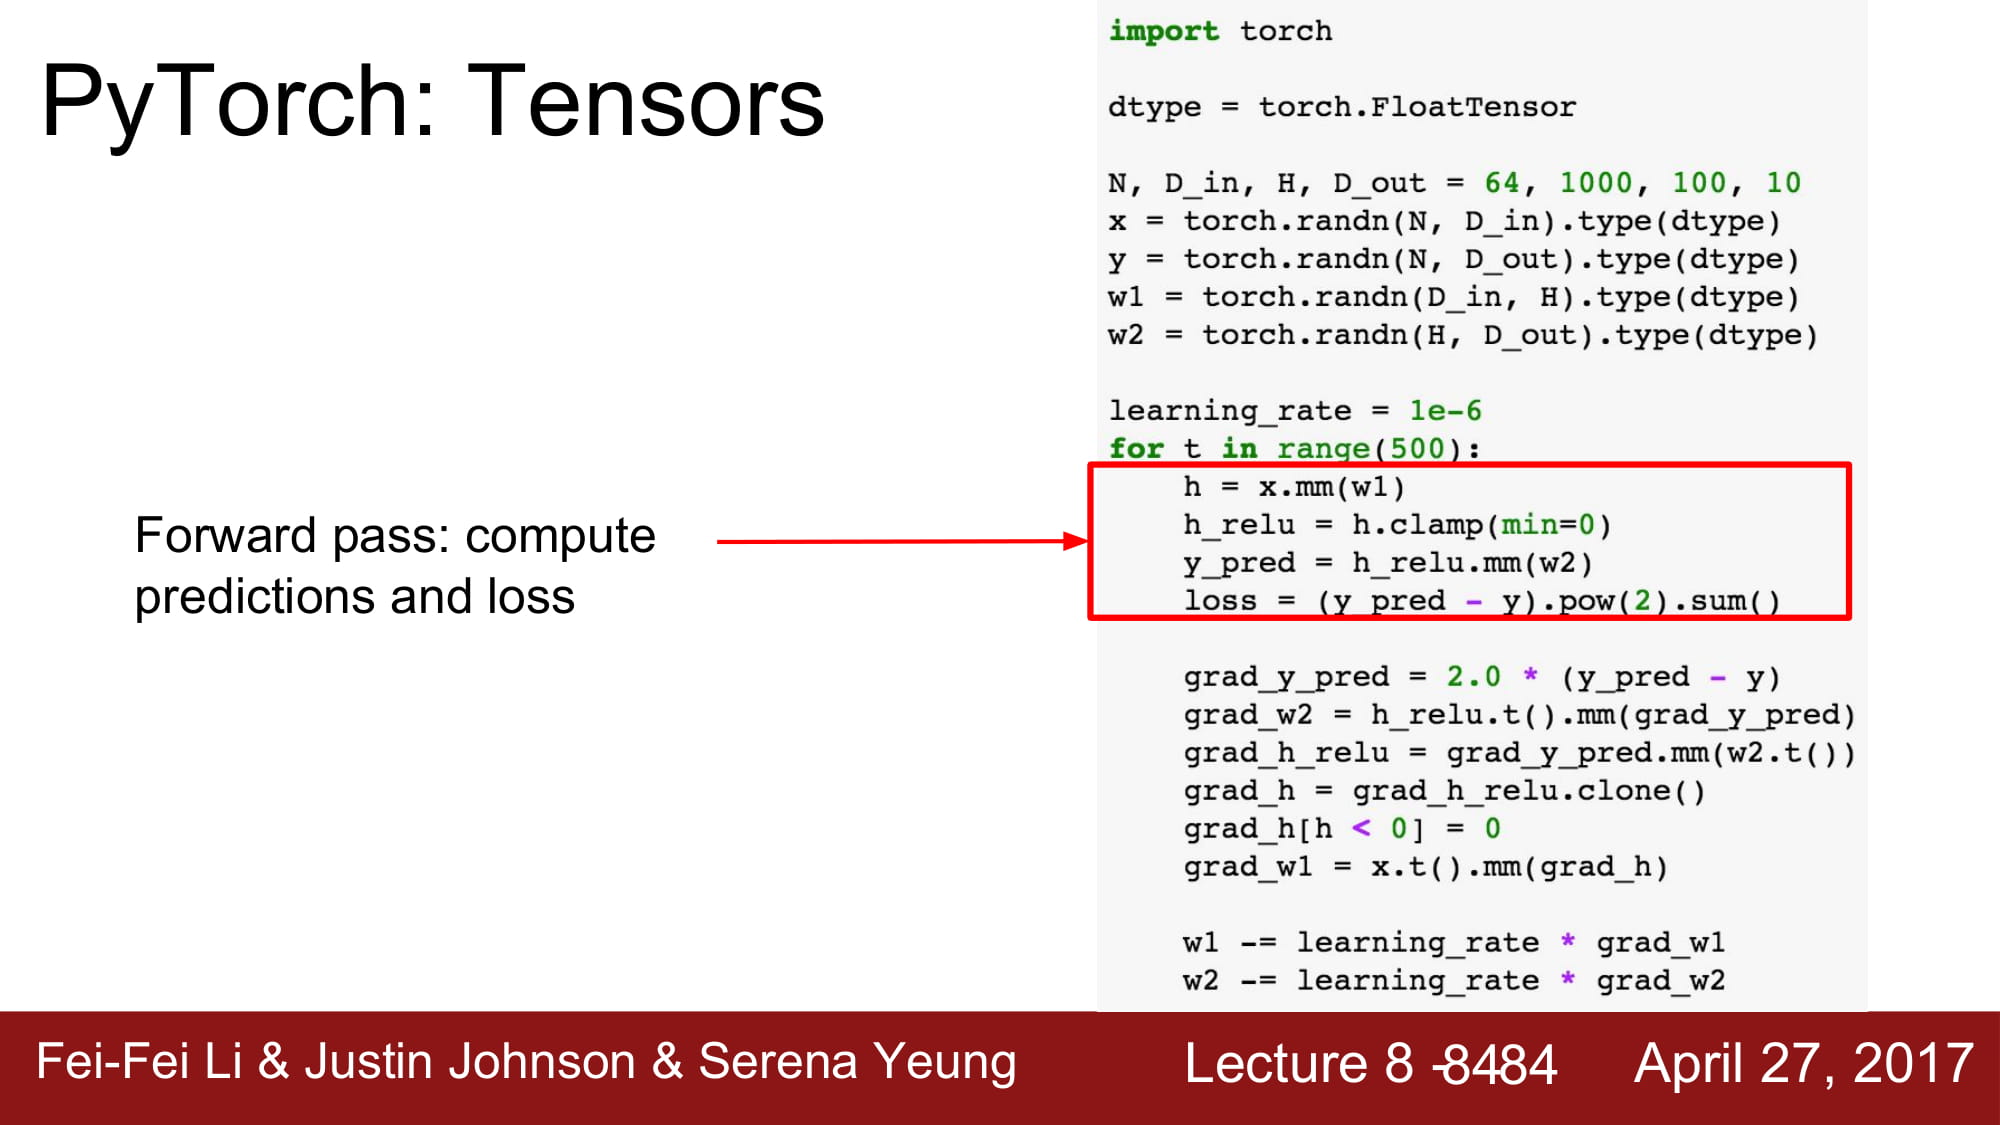 PyTorch: Tensors
import torch
dtype = torch.FloatTensor
N, D_in, H, D_out = 64, 1000, 100, 10
x = torch.randn(N, D_in).type(dtype)
y = torch.randn(N, D_out).type(dtype)
w1 = torch.randn(D_in, H).type(dtype)
w2 = torch.randn(H, D_out).type(dtype)
learning_rate = 1e-6
for t in range(500):
    h = x.mm(w1)
    h_relu = h.clamp(min=0)
    y_pred = h_relu.mm(w2)
    loss = (y_pred - y).pow(2).sum()
    grad_y_pred = 2.0 * (y_pred - y)
    grad_w2 = h_relu.t().mm(grad_y_pred)
    grad_h_relu = grad_y_pred.mm(w2.t())
    grad_h = grad_h_relu.clone()
    grad_h[h < 0] = 0
    grad_w1 = x.t().mm(grad_h)
    w1 -= learning_rate * grad_w1
    w2 -= learning_rate * grad_w2
Forward pass: compute
predictions and loss
Fei-Fei Li & Justin Johnson & Serena Yeung
Lecture 8 -8484
April 27, 2017